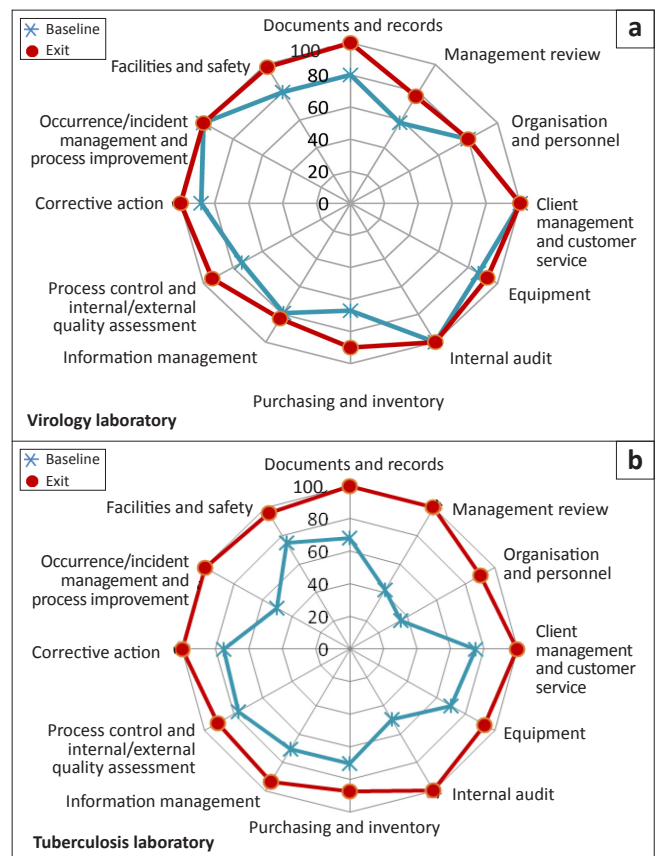 Baseline
Exit
a
Documents and records
Management review
Organisation
and personnel
Client
management
and customer
service
Equipment
Internal audit
Purchasing and inventory
Information management
Process control and
internal/external
quality assessment
Corrective action
Occurrence/incident
management and
process improvement
Facilities and safety
100
80
60
40
20
0
Virology laboratory
Baseline
Exit
b
Documents and records
Management review
Organisation
and personnel
Client
management
and customer
service
Equipment
Internal audit
Purchasing and inventory
Information management
Process control and
internal/external
quality assessment
Corrective action
Occurrence/incident
management and
process improvement
Facilities and safety
100
80
60
40
20
0
Tuberculosis laboratory